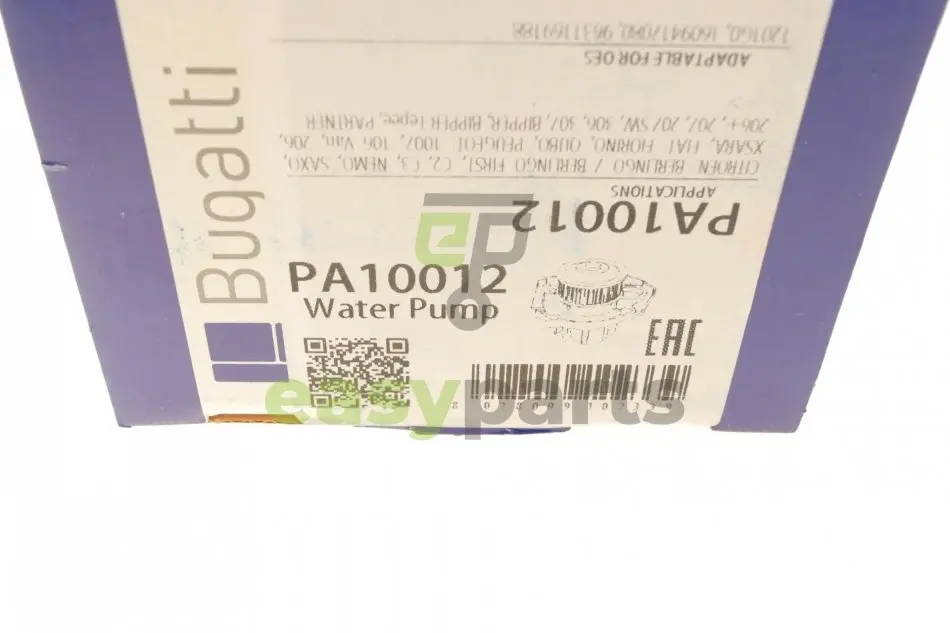 Bugatti
PA10012
Water Pump
EAC
PA10012
APPLICATIONS
CITROEN BERLINGO / BERLINGO FIRST, C2, C3, NEMO, SAXO,
XSARA, FIAT FIORINO, QUBO, PEUGEOT 1007, 106 Van, 206,
206+, 207, 207 SW, 306, 307, BIPPER, BIPPER Tepee, PARTNER
ADAPTABLE FOR OES
1201G0, 1609417080, 9631169188
easyparts